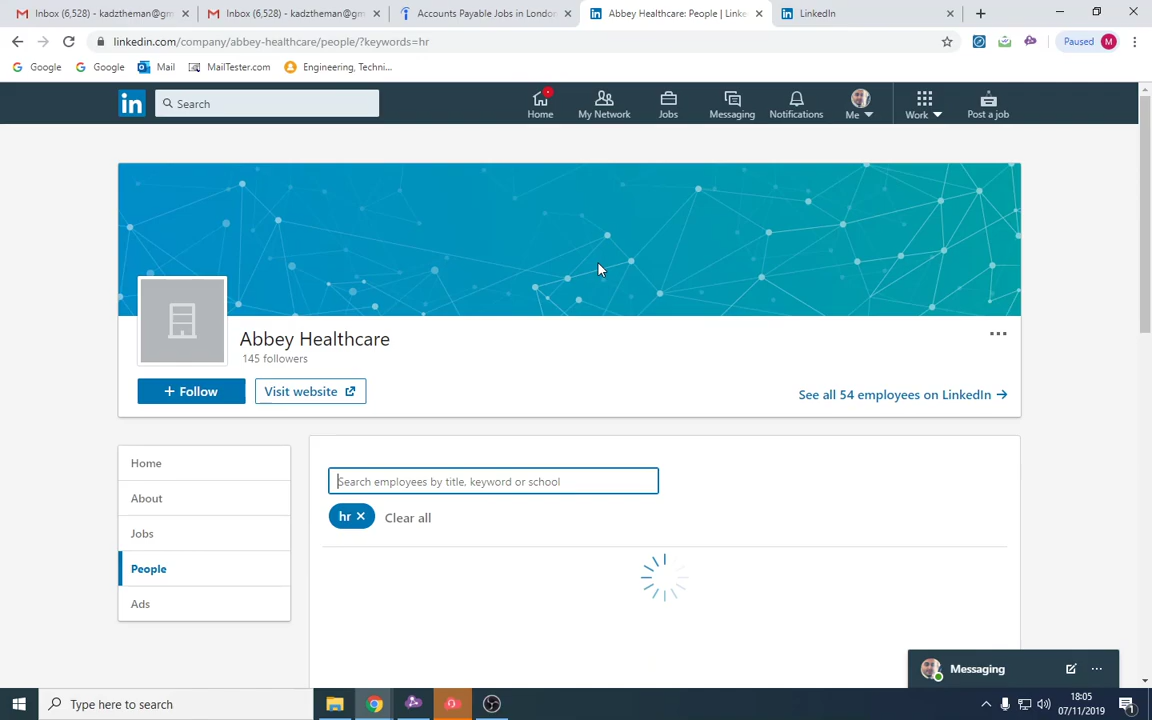 Inbox (6,528) - kadztheman@gm
Inbox (6,528) - kadztheman@gm
Accounts Payable Jobs in Londo
Abbey Healthcare: People | Linke
LinkedIn
linkedin.com/company/abbey-healthcare/people/?keywords=hr
Paused
M
Google
Google
Mail
MailTester.com
Engineering, Techni...
in
Search
Home
My Network
Jobs
Messaging
Notifications
Me
Work
Post a job
Abbey Healthcare
145 followers
+ Follow
Visit website
See all 54 employees on LinkedIn →
Home
About
Jobs
People
Ads
Search employees by title, keyword or school
hr ×
Clear all
Messaging
Type here to search
18:05
07/11/2019
1